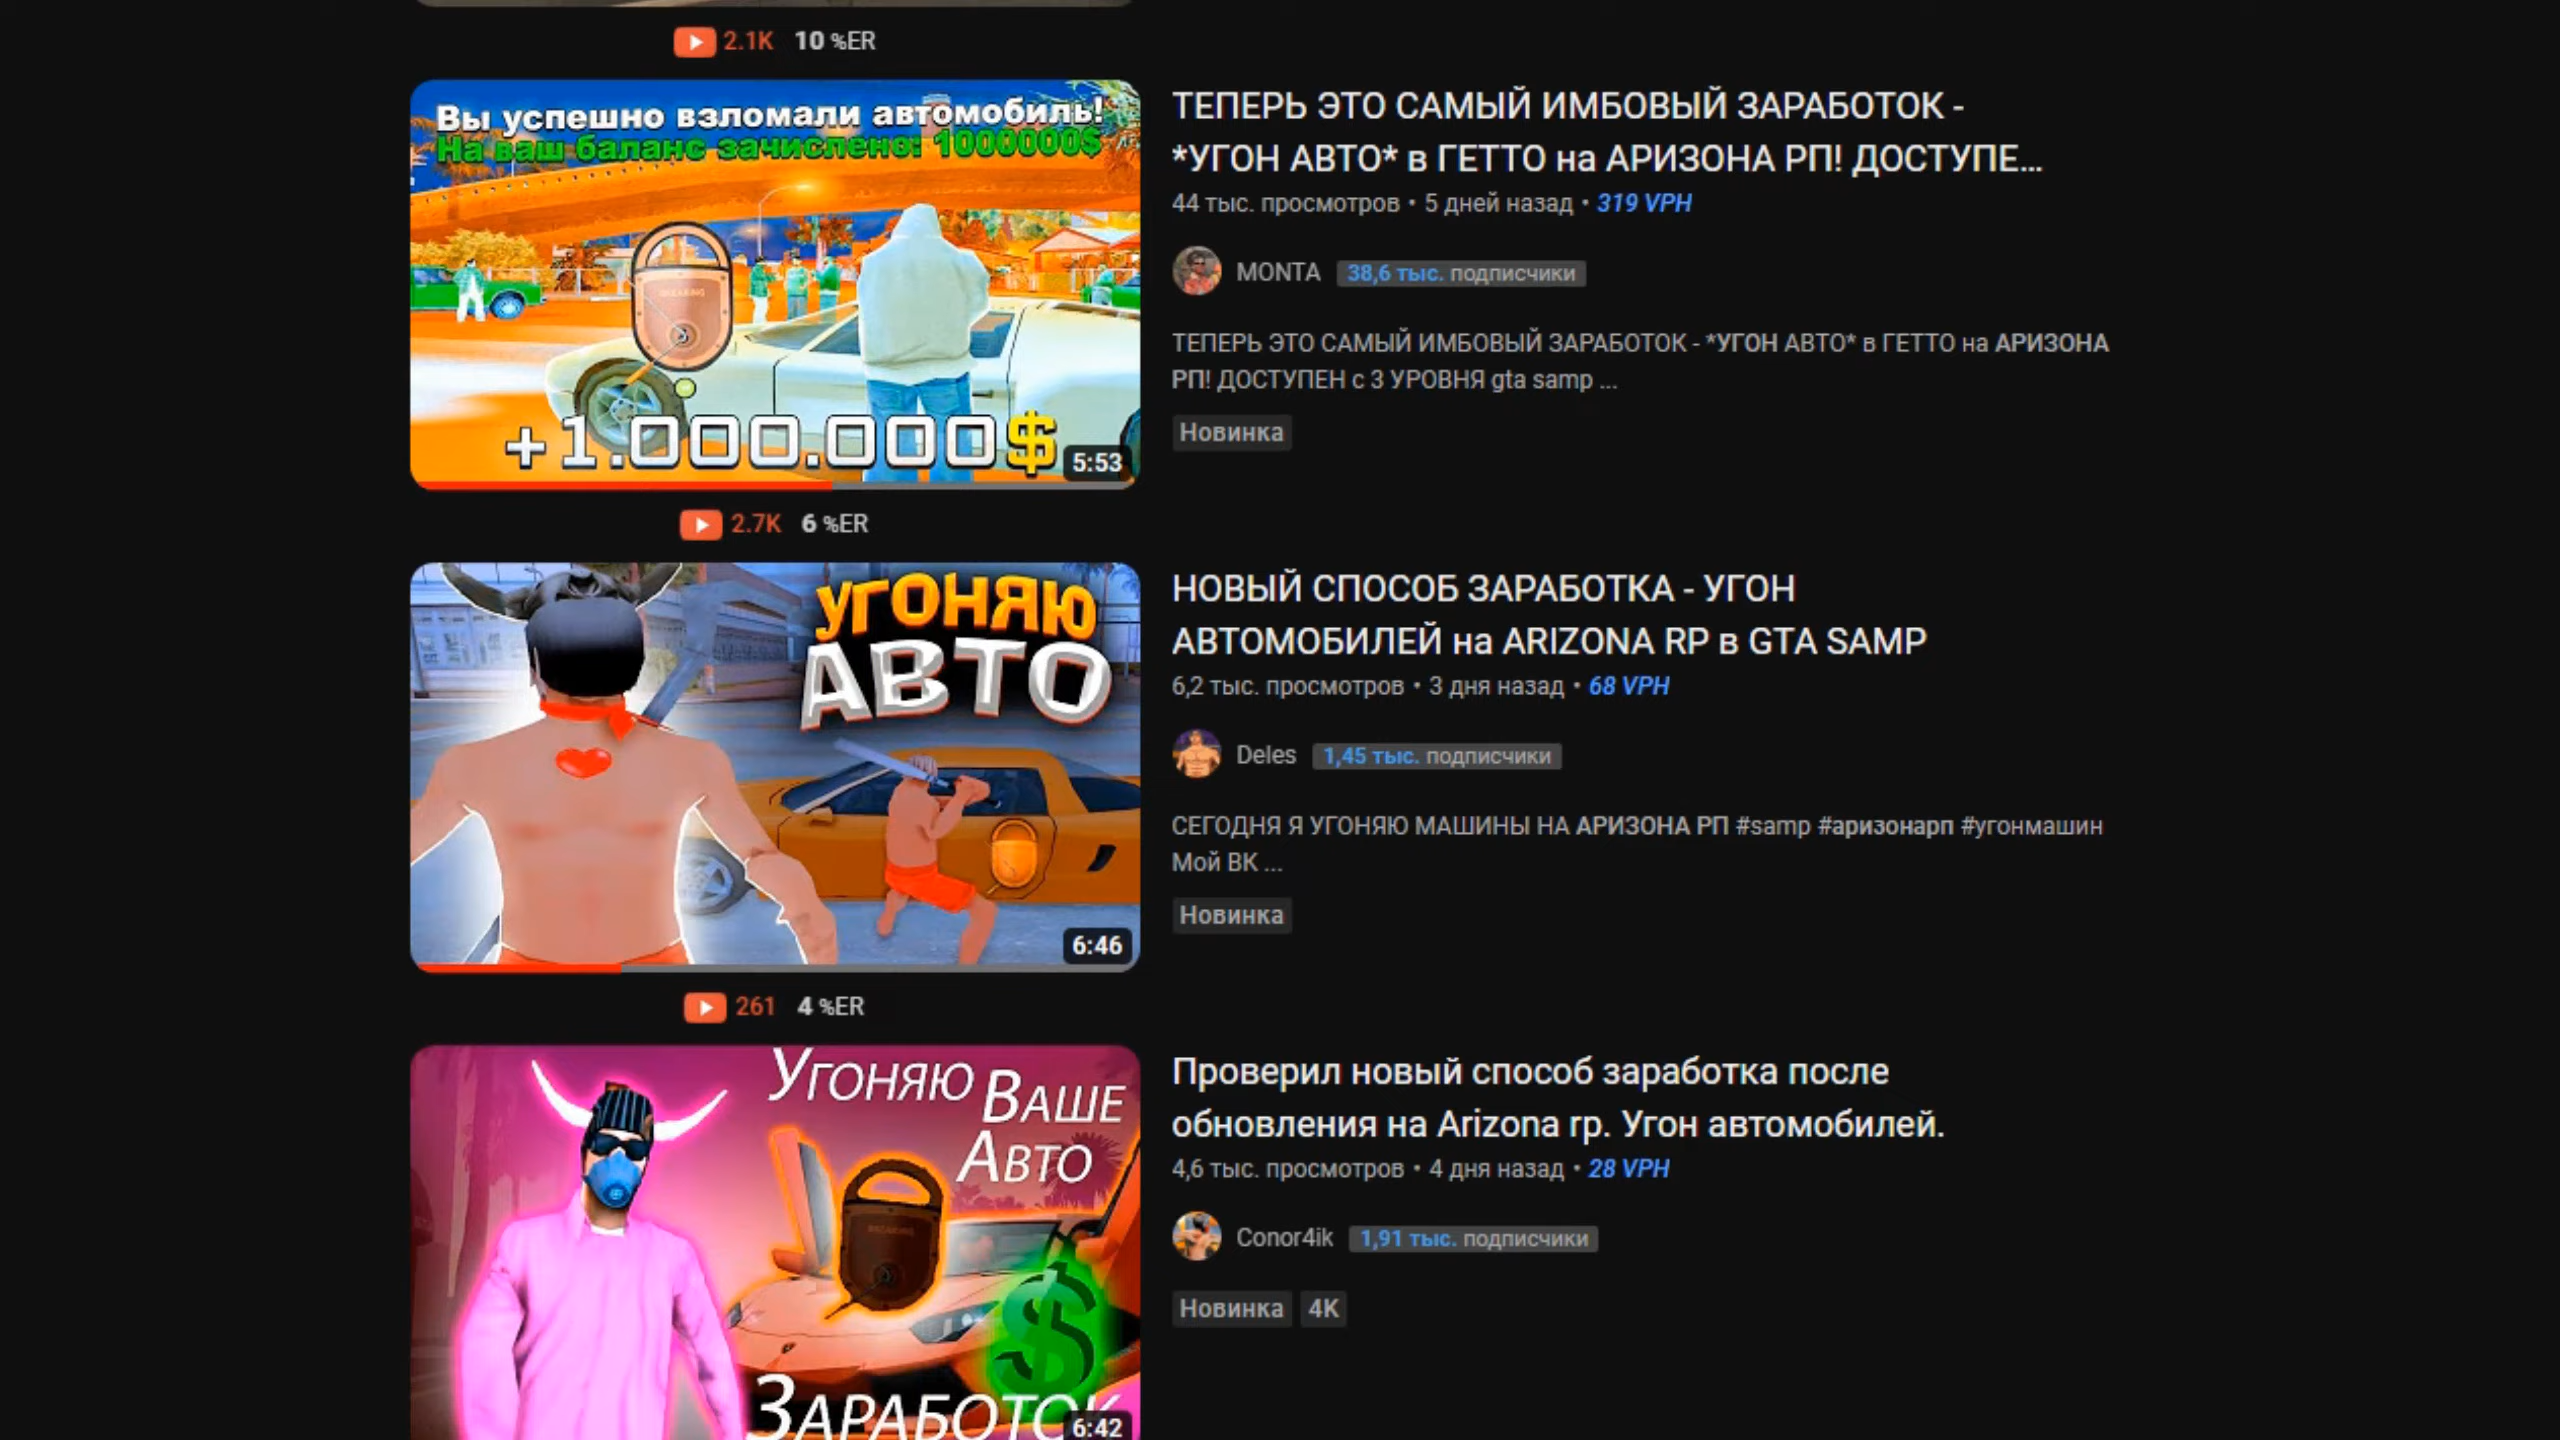 2.1K 10 %ER
Вы успешно взломали автомобиль!
На ваш баланс зачислено: 1000000$
BREAKING
+1.000.000$
5:53
ТЕПЕРЬ ЭТО САМЫЙ ИМБОВЫЙ ЗАРАБОТОК -
*УГОН АВТО* в ГЕТТО на АРИЗОНА РП! ДОСТУПЕ...
44 тыс. просмотров • 5 дней назад • 319 VPH
MONTA 38,6 тыс. подписчики
ТЕПЕРЬ ЭТО САМЫЙ ИМБОВЫЙ ЗАРАБОТОК - *УГОН АВТО* в ГЕТТО на АРИЗОНА
РП! ДОСТУПЕН с 3 УРОВНЯ gta samp ...
Новинка
2.7K 6 %ER
УГОНЯЮ
АВТО
6:46
НОВЫЙ СПОСОБ ЗАРАБОТКА - УГОН
АВТОМОБИЛЕЙ на ARIZONA RP в GTA SAMP
6,2 тыс. просмотров • 3 дня назад • 68 VPH
Deles 1,45 тыс. подписчики
СЕГОДНЯ Я УГОНЯЮ МАШИНЫ НА АРИЗОНА РП #samp #аризонарп #угонмашин
Мой ВК ...
Новинка
261 4 %ER
Угоняю Ваше
Авто
BREAKING
$
Заработок
6:42
Проверил новый способ заработка после
обновления на Arizona rp. Угон автомобилей.
4,6 тыс. просмотров • 4 дня назад • 28 VPH
Conor4ik 1,91 тыс. подписчики
Новинка 4K